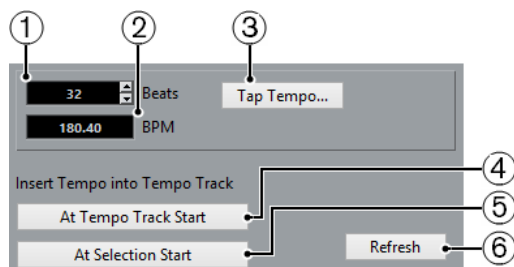 1 2 3
32 Beats Tap Tempo...
180.40 BPM
Insert Tempo into Tempo Track
4
At Tempo Track Start
5
At Selection Start Refresh 6